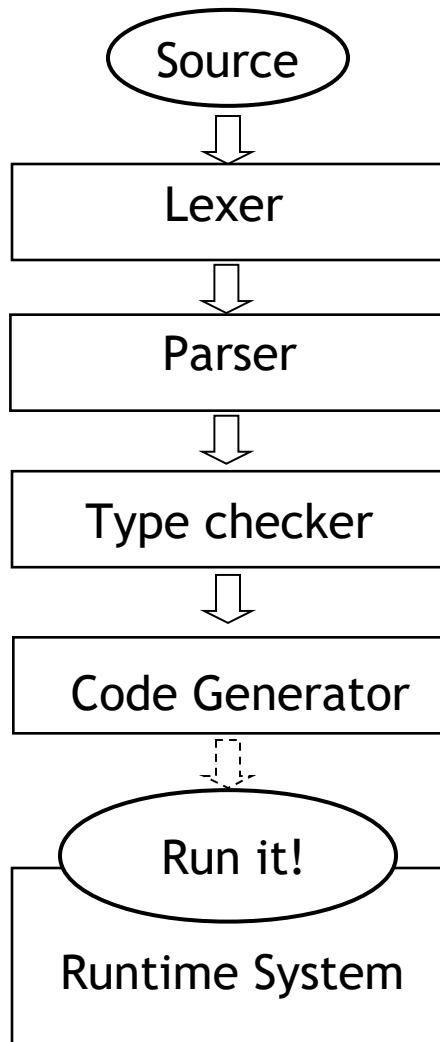 Source
Lexer
Parser
Type checker
Code Generator
Run it!
Runtime System